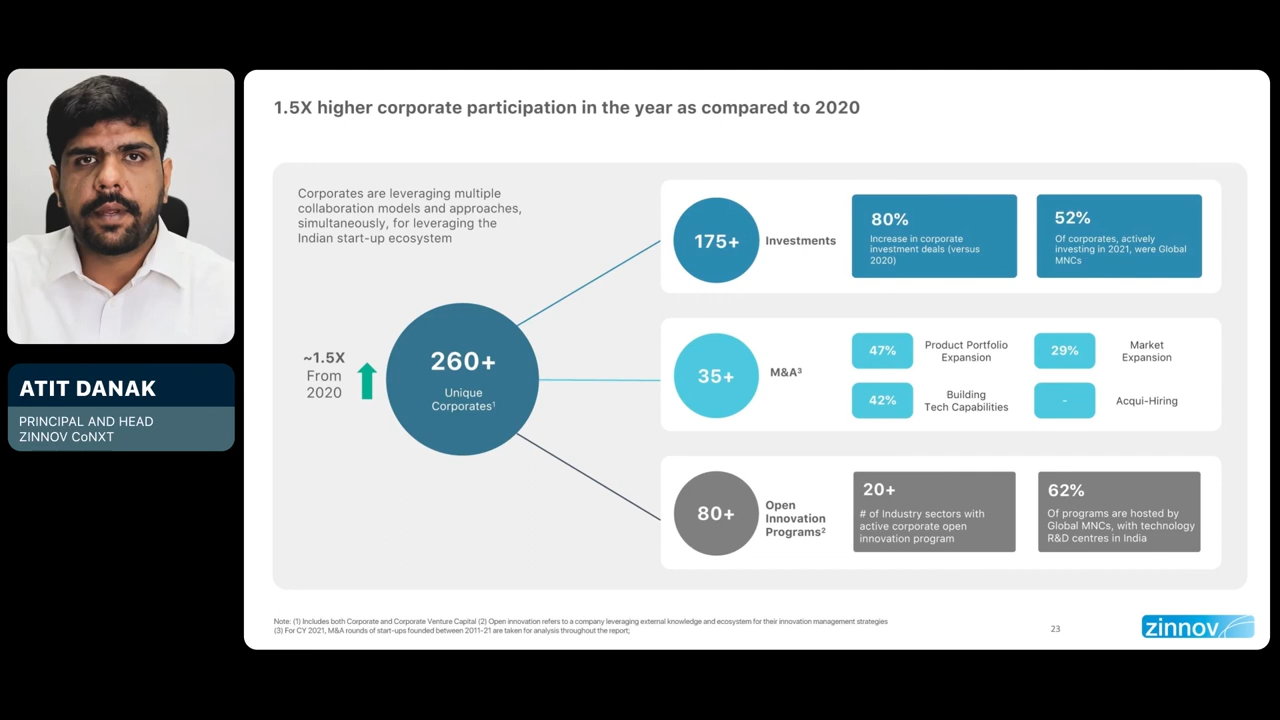 1.5X higher corporate participation in the year as compared to 2020
Corporates are leveraging multiple
collaboration models and approaches,
simultaneously, for leveraging the
Indian start-up ecosystem
~1.5X
From
2020
260+
Unique
Corporates¹
175+
Investments
80%
Increase in corporate
investment deals (versus
2020)
52%
Of corporates, actively
investing in 2021, were Global
MNCs
35+
M&A³
47%
Product Portfolio
Expansion
29%
Market
Expansion
42%
Building
Tech Capabilities
-
Acqui-Hiring
80+
Open
Innovation
Programs²
20+
# of Industry sectors with
active corporate open
innovation program
62%
Of programs are hosted by
Global MNCs, with technology
R&D centres in India
ATIT DANAK
PRINCIPAL AND HEAD
ZINNOV CoNXT
Note: (1) Includes both Corporate and Corporate Venture Capital (2) Open innovation refers to a company leveraging external knowledge and ecosystem for their innovation management strategies
(3) For CY 2021, M&A rounds of start-ups founded between 2011-21 are taken for analysis throughout the report;
23
zinnov